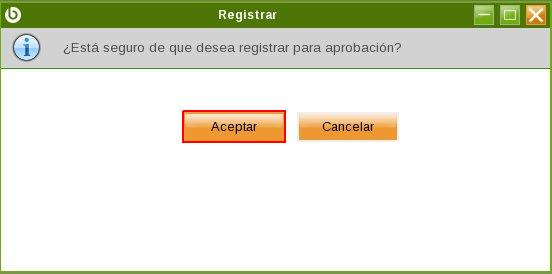 Registrar
¿Está seguro de que desea registrar para aprobación?
Aceptar
Cancelar